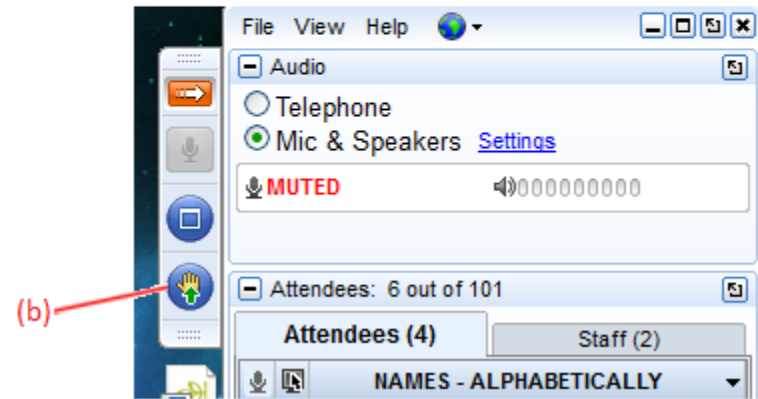 File View Help
Audio
Telephone
Mic & Speakers Settings
MUTED 000000000
(b)
Attendees: 6 out of 101
Attendees (4) Staff (2)
NAMES - ALPHABETICALLY